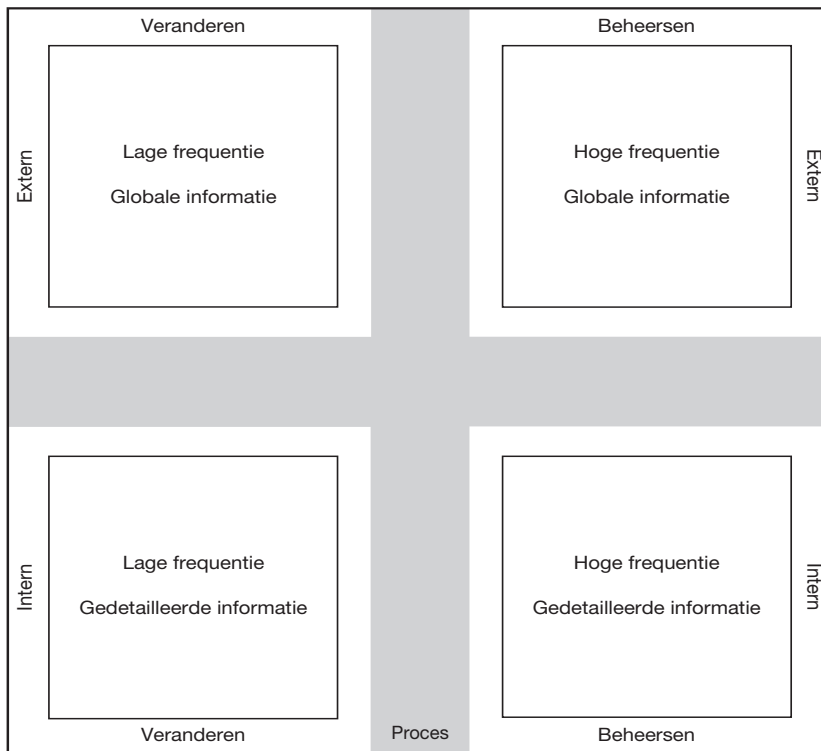 Veranderen
Beheersen
Extern
Lage frequentie
Globale informatie
Hoge frequentie
Globale informatie
Extern
Intern
Lage frequentie
Gedetailleerde informatie
Hoge frequentie
Gedetailleerde informatie
Intern
Veranderen
Proces
Beheersen